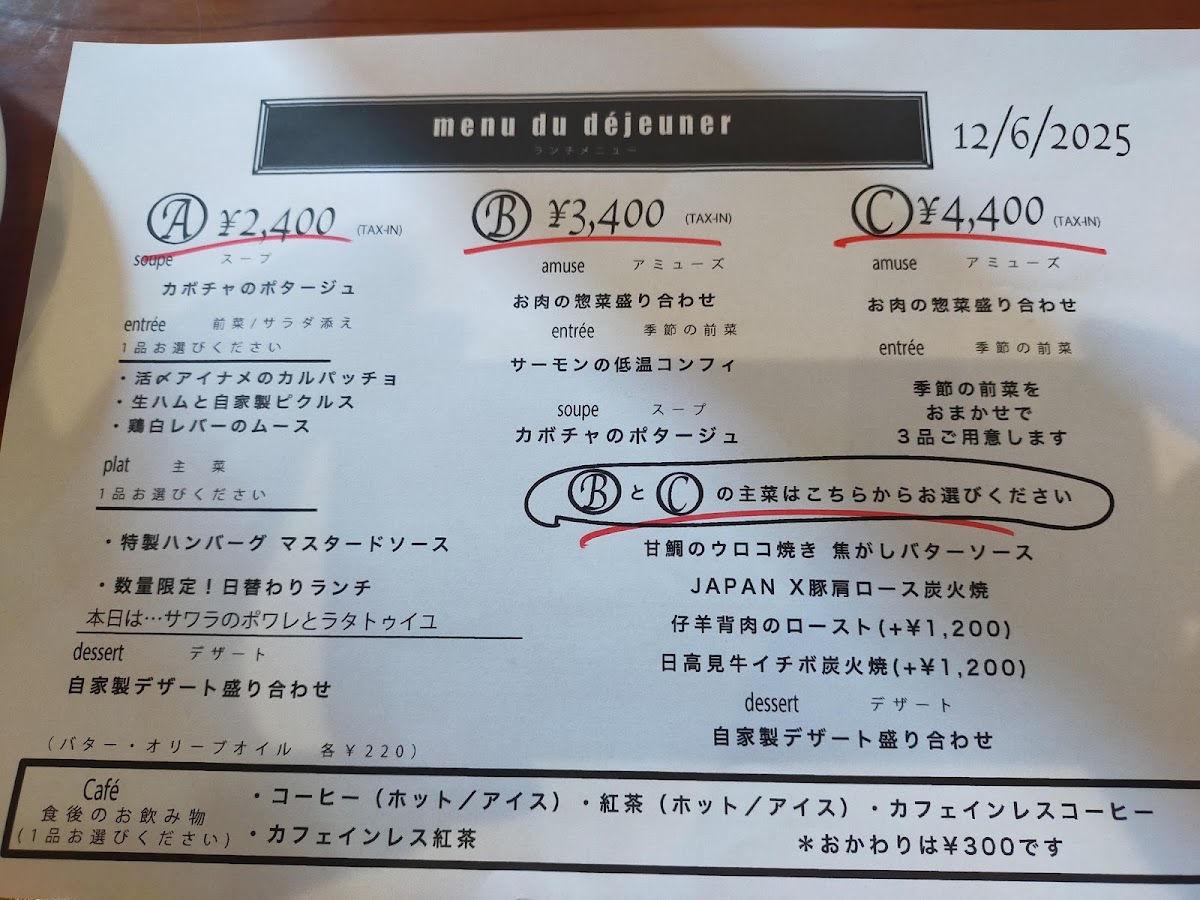 menu du déjeuner
ランチメニュー
12/6/2025
Ⓐ ¥2,400 (TAX-IN)
soupe スープ
カボチャのポタージュ
entrée 前菜/サラダ添え
1品お選びください
・活〆アイナメのカルパッチョ
・生ハムと自家製ピクルス
・鶏白レバーのムース
plat 主菜
1品お選びください
・特製ハンバーグ マスタードソース
・数量限定！日替わりランチ
本日は…サワラのポワレとラタトゥイユ
dessert デザート
自家製デザート盛り合わせ
(バター・オリーブオイル 各¥220)
Ⓑ ¥3,400 (TAX-IN)
amuse アミューズ
お肉の惣菜盛り合わせ
entrée 季節の前菜
サーモンの低温コンフィ
soupe スープ
カボチャのポタージュ
Ⓒ ¥4,400 (TAX-IN)
amuse アミューズ
お肉の惣菜盛り合わせ
entrée 季節の前菜
季節の前菜を
おまかせで
3品ご用意します
ⒷとⒸの主菜はこちらからお選びください
甘鯛のウロコ焼き 焦がしバターソース
JAPAN X豚肩ロース炭火焼
仔羊背肉のロースト(+¥1,200)
日高見牛イチボ炭火焼(+¥1,200)
dessert デザート
自家製デザート盛り合わせ
Café
食後のお飲み物
(1品お選びください)
・コーヒー（ホット／アイス）・紅茶（ホット／アイス）・カフェインレスコーヒー
・カフェインレス紅茶
＊おかわりは¥300です